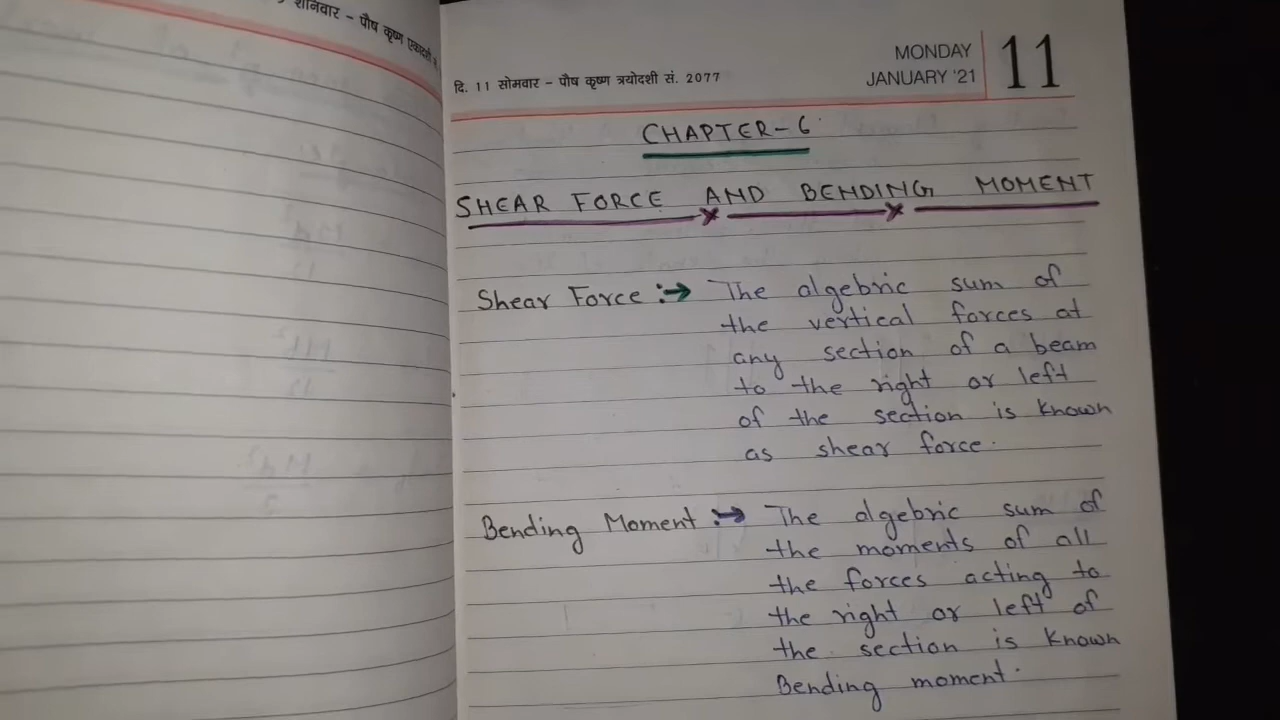 शनिवार - पौष कृष्ण एकादशी
दि. 11 सोमवार - पौष कृष्ण त्रयोदशी सं. 2077
MONDAY
JANUARY '21
11
CHAPTER-6
SHEAR FORCE AND BENDING MOMENT
Shear Force :→ The algebric sum of
the vertical forces at
any section of a beam
to the right or left
of the section is known
as shear force.
Bending Moment :→ The algebric sum of
the moments of all
the forces acting to
the right or left of
the section is known
Bending moment.